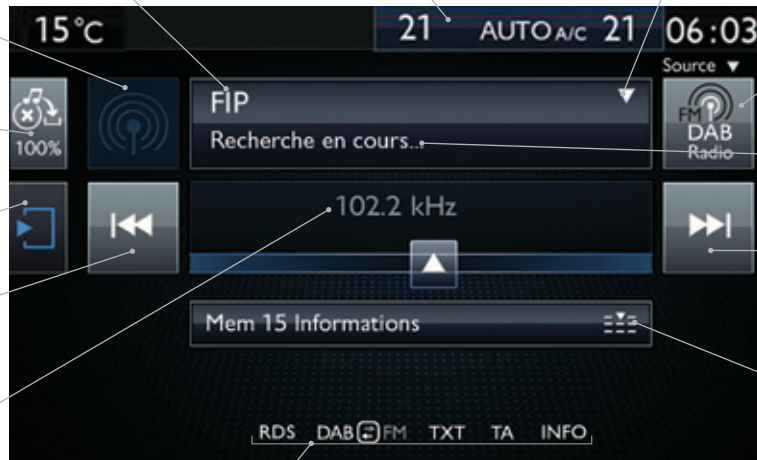 15°C
21 AUTO A/C 21
06:03
Source ▼
FIP
Recherche en cours...
FM
DAB
Radio
100%
102.2 kHz
Mem 15 Informations
RDS DAB FM TXT TA INFO